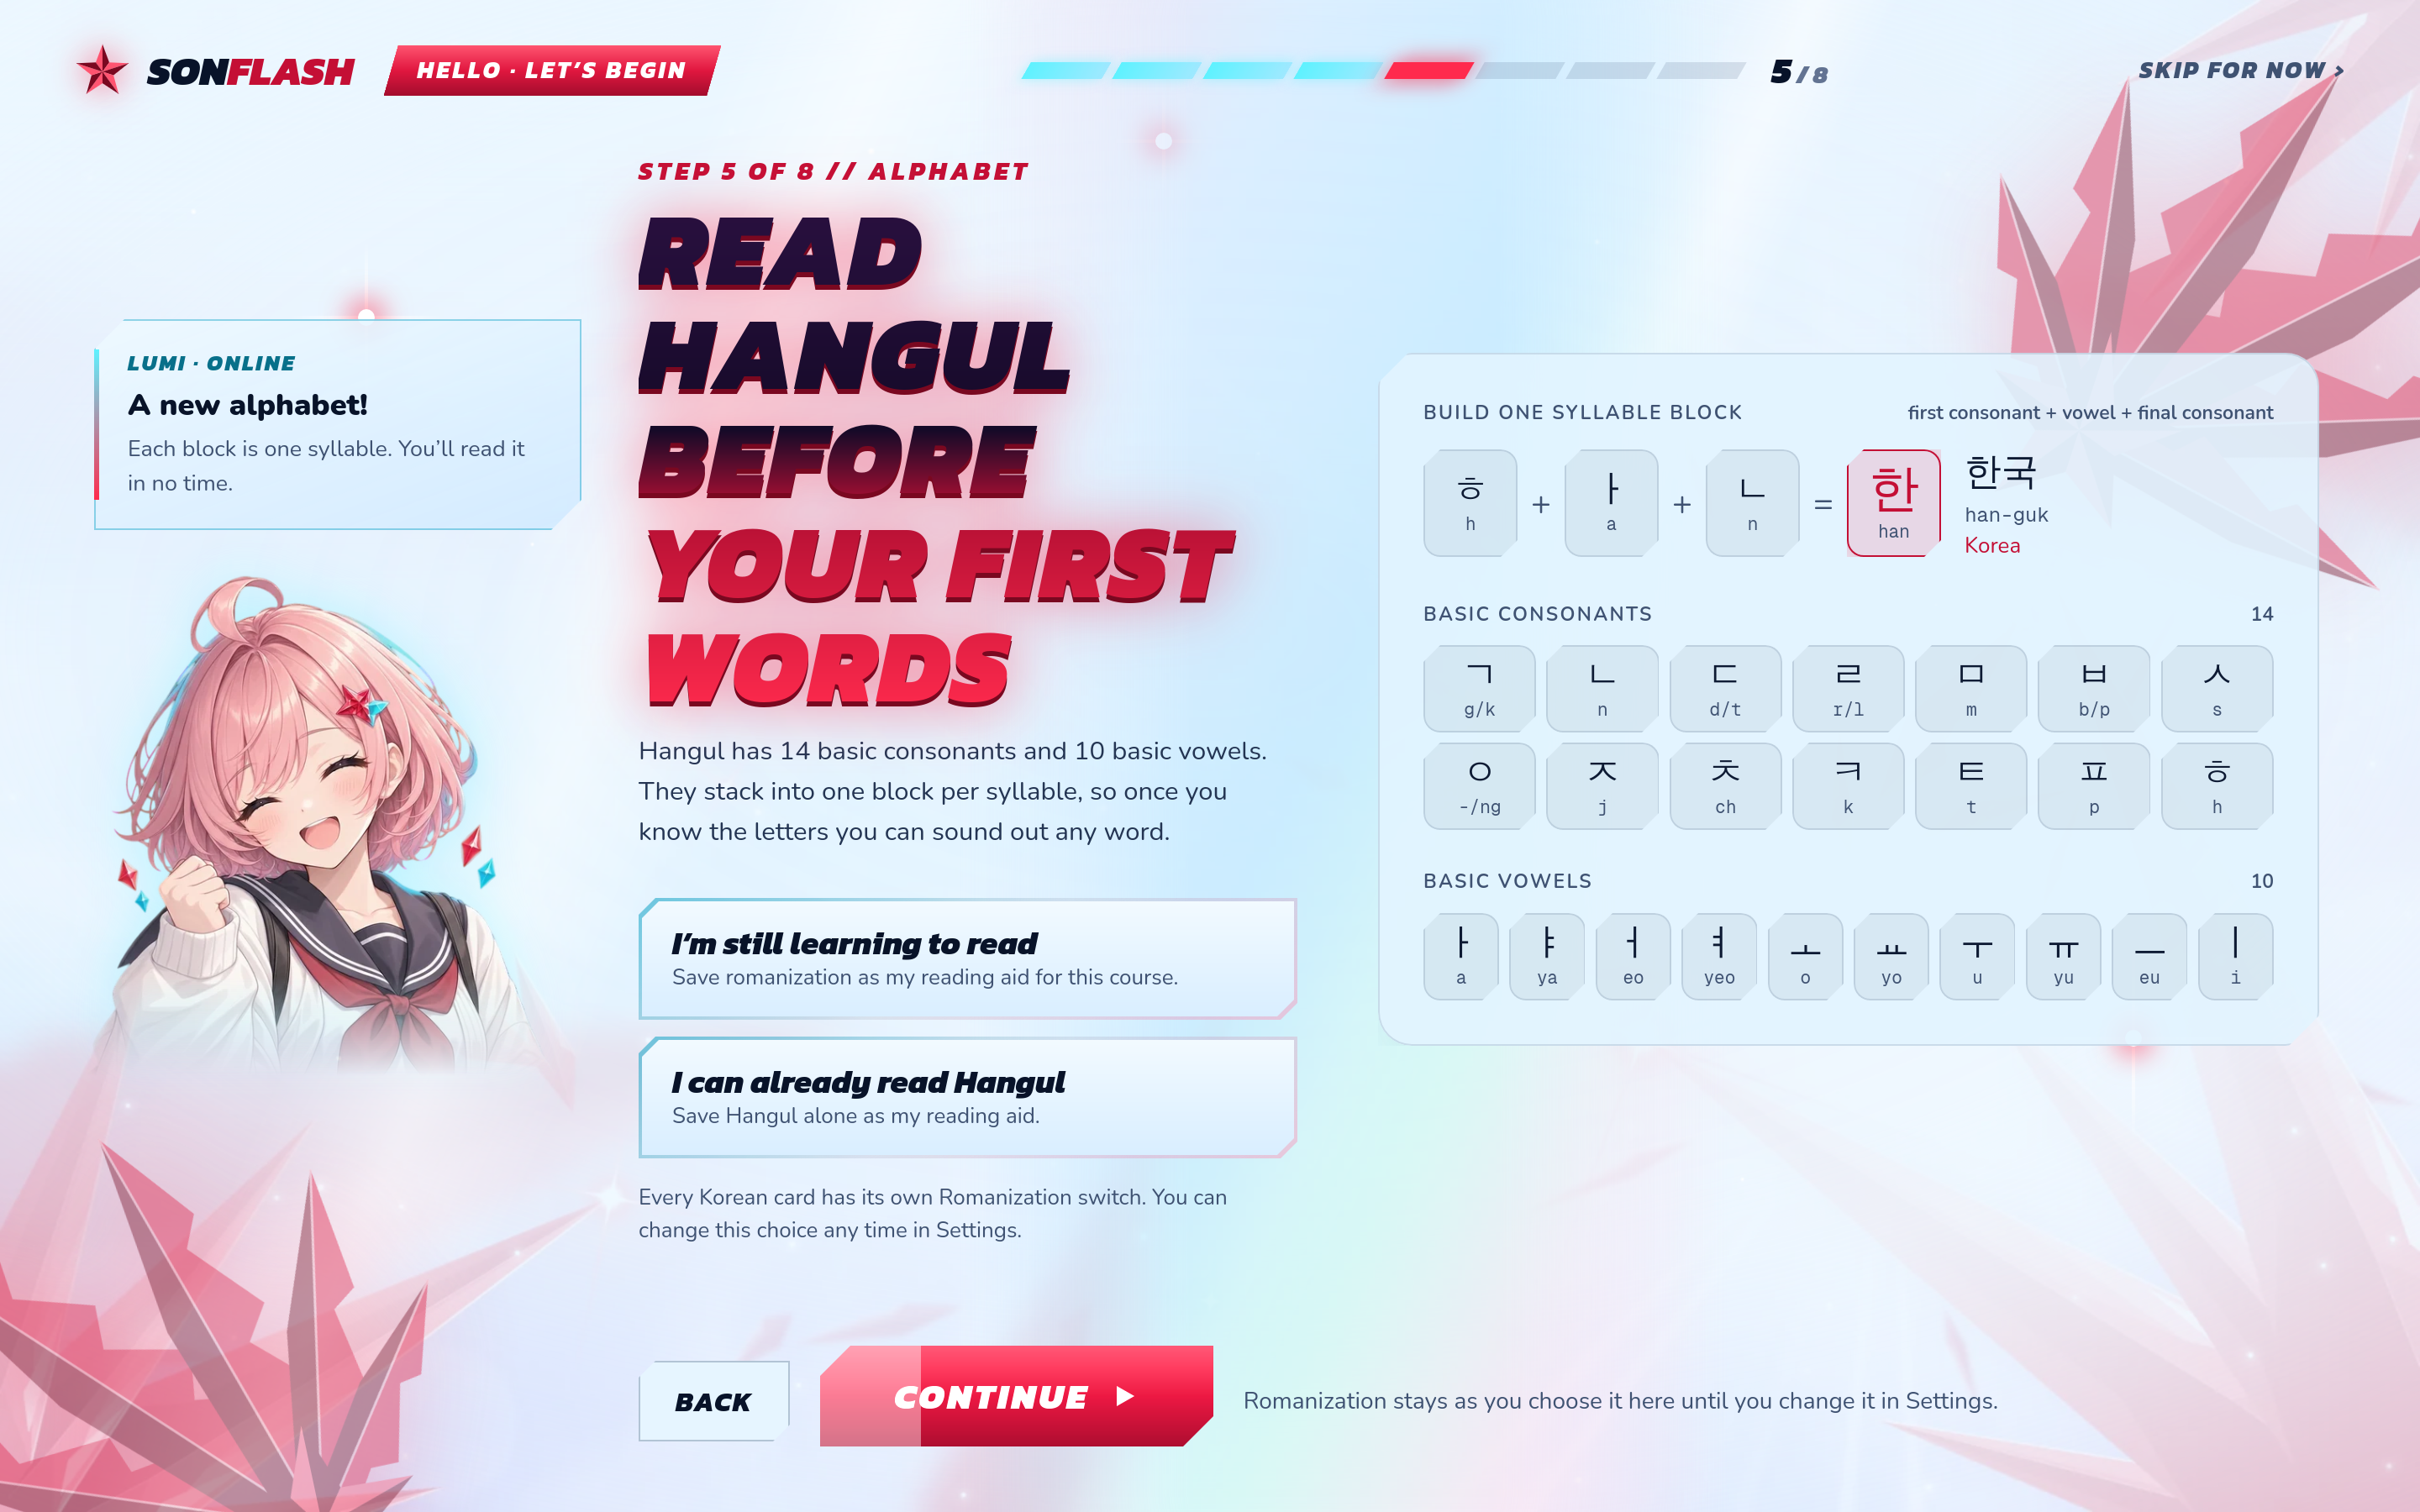 SONFLASH
HELLO · LET’S BEGIN
5 / 8
SKIP FOR NOW ›
LUMI · ONLINE
A new alphabet!
Each block is one syllable. You’ll read it
in no time.
STEP 5 OF 8 // ALPHABET
READ
HANGUL
BEFORE
YOUR FIRST
WORDS
Hangul has 14 basic consonants and 10 basic vowels.
They stack into one block per syllable, so once you
know the letters you can sound out any word.
I’m still learning to read
Save romanization as my reading aid for this course.
I can already read Hangul
Save Hangul alone as my reading aid.
Every Korean card has its own Romanization switch. You can
change this choice any time in Settings.
BUILD ONE SYLLABLE BLOCK
first consonant + vowel + final consonant
ㅎ + ㅏ + ㄴ = 한
h a n han
한국
han-guk
Korea
BASIC CONSONANTS 14
ㄱ ㄴ ㄷ ㄹ ㅁ ㅂ ㅅ
g/k n d/t r/l m b/p s
ㅇ ㅈ ㅊ ㅋ ㅌ ㅍ ㅎ
-/ng j ch k t p h
BASIC VOWELS 10
ㅏ ㅑ ㅓ ㅕ ㅗ ㅛ ㅜ ㅠ ㅡ ㅣ
a ya eo yeo o yo u yu eu i
BACK
CONTINUE
Romanization stays as you choose it here until you change it in Settings.